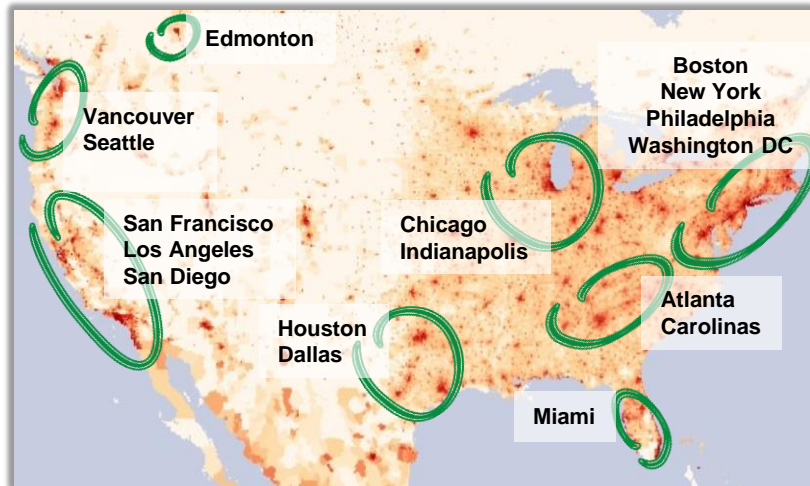 Edmonton
Boston
New York
Philadelphia
Washington DC
Vancouver
Seattle
San Francisco
Los Angeles
San Diego
Chicago
Indianapolis
Houston
Dallas
Atlanta
Carolinas
Miami